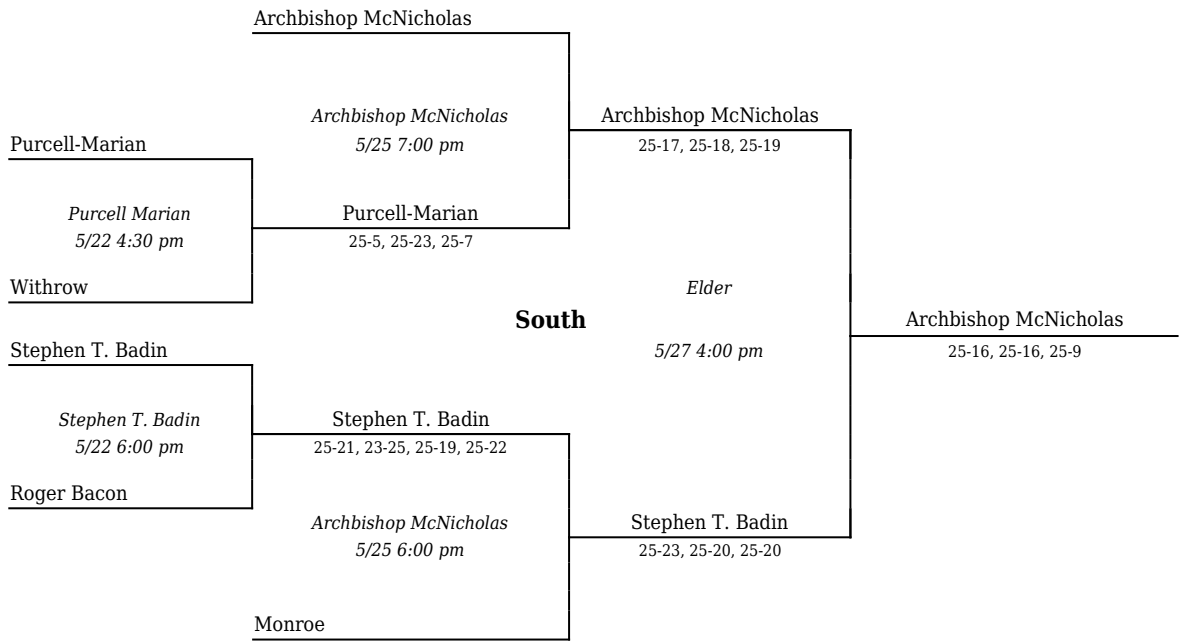 Archbishop McNicholas
Archbishop McNicholas
5/25 7:00 pm
Archbishop McNicholas
25-17, 25-18, 25-19
Purcell-Marian
Purcell Marian
5/22 4:30 pm
Purcell-Marian
25-5, 25-23, 25-7
Withrow
Elder
South
5/27 4:00 pm
Archbishop McNicholas
25-16, 25-16, 25-9
Stephen T. Badin
Stephen T. Badin
5/22 6:00 pm
Stephen T. Badin
25-21, 23-25, 25-19, 25-22
Roger Bacon
Archbishop McNicholas
5/25 6:00 pm
Stephen T. Badin
25-23, 25-20, 25-20
Monroe